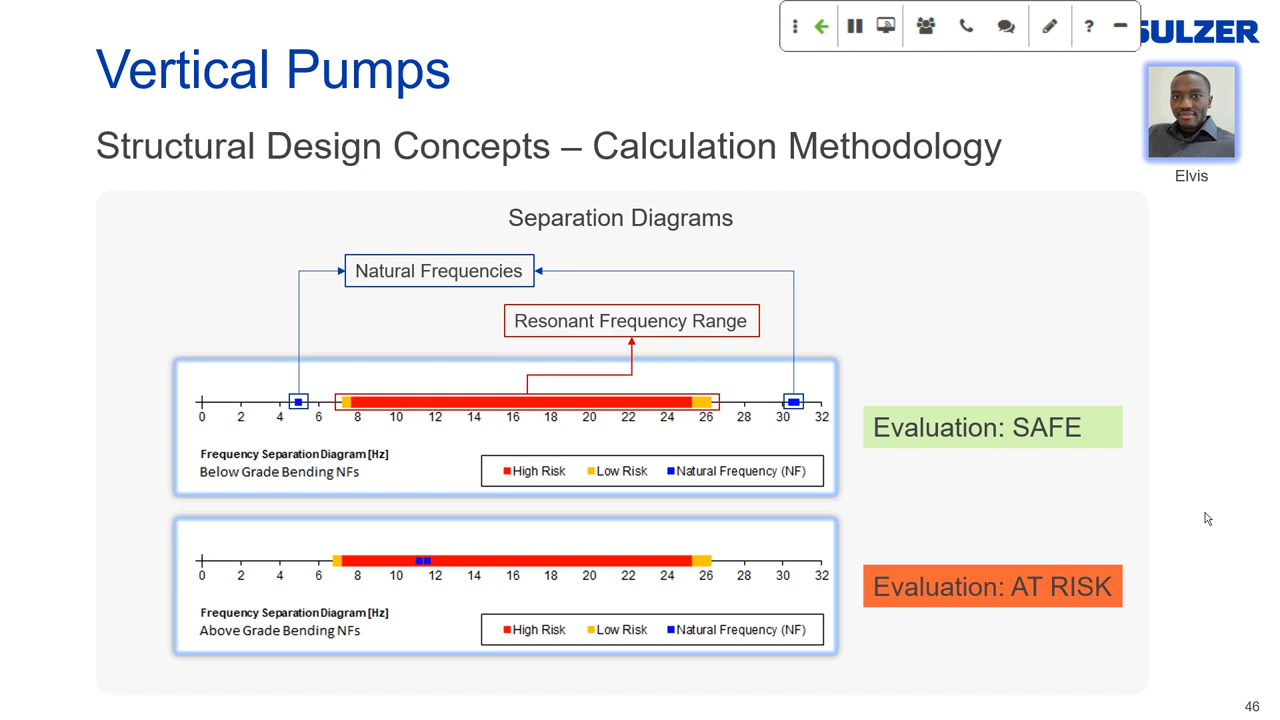 SULZER
Vertical Pumps
Structural Design Concepts – Calculation Methodology
Elvis
Separation Diagrams
Natural Frequencies
Resonant Frequency Range
0 2 4 6 8 10 12 14 16 18 20 22 24 26 28 30 32
Frequency Separation Diagram [Hz]
Below Grade Bending NFs
High Risk Low Risk Natural Frequency (NF)
Evaluation: SAFE
0 2 4 6 8 10 12 14 16 18 20 22 24 26 28 30 32
Frequency Separation Diagram [Hz]
Above Grade Bending NFs
High Risk Low Risk Natural Frequency (NF)
Evaluation: AT RISK
46